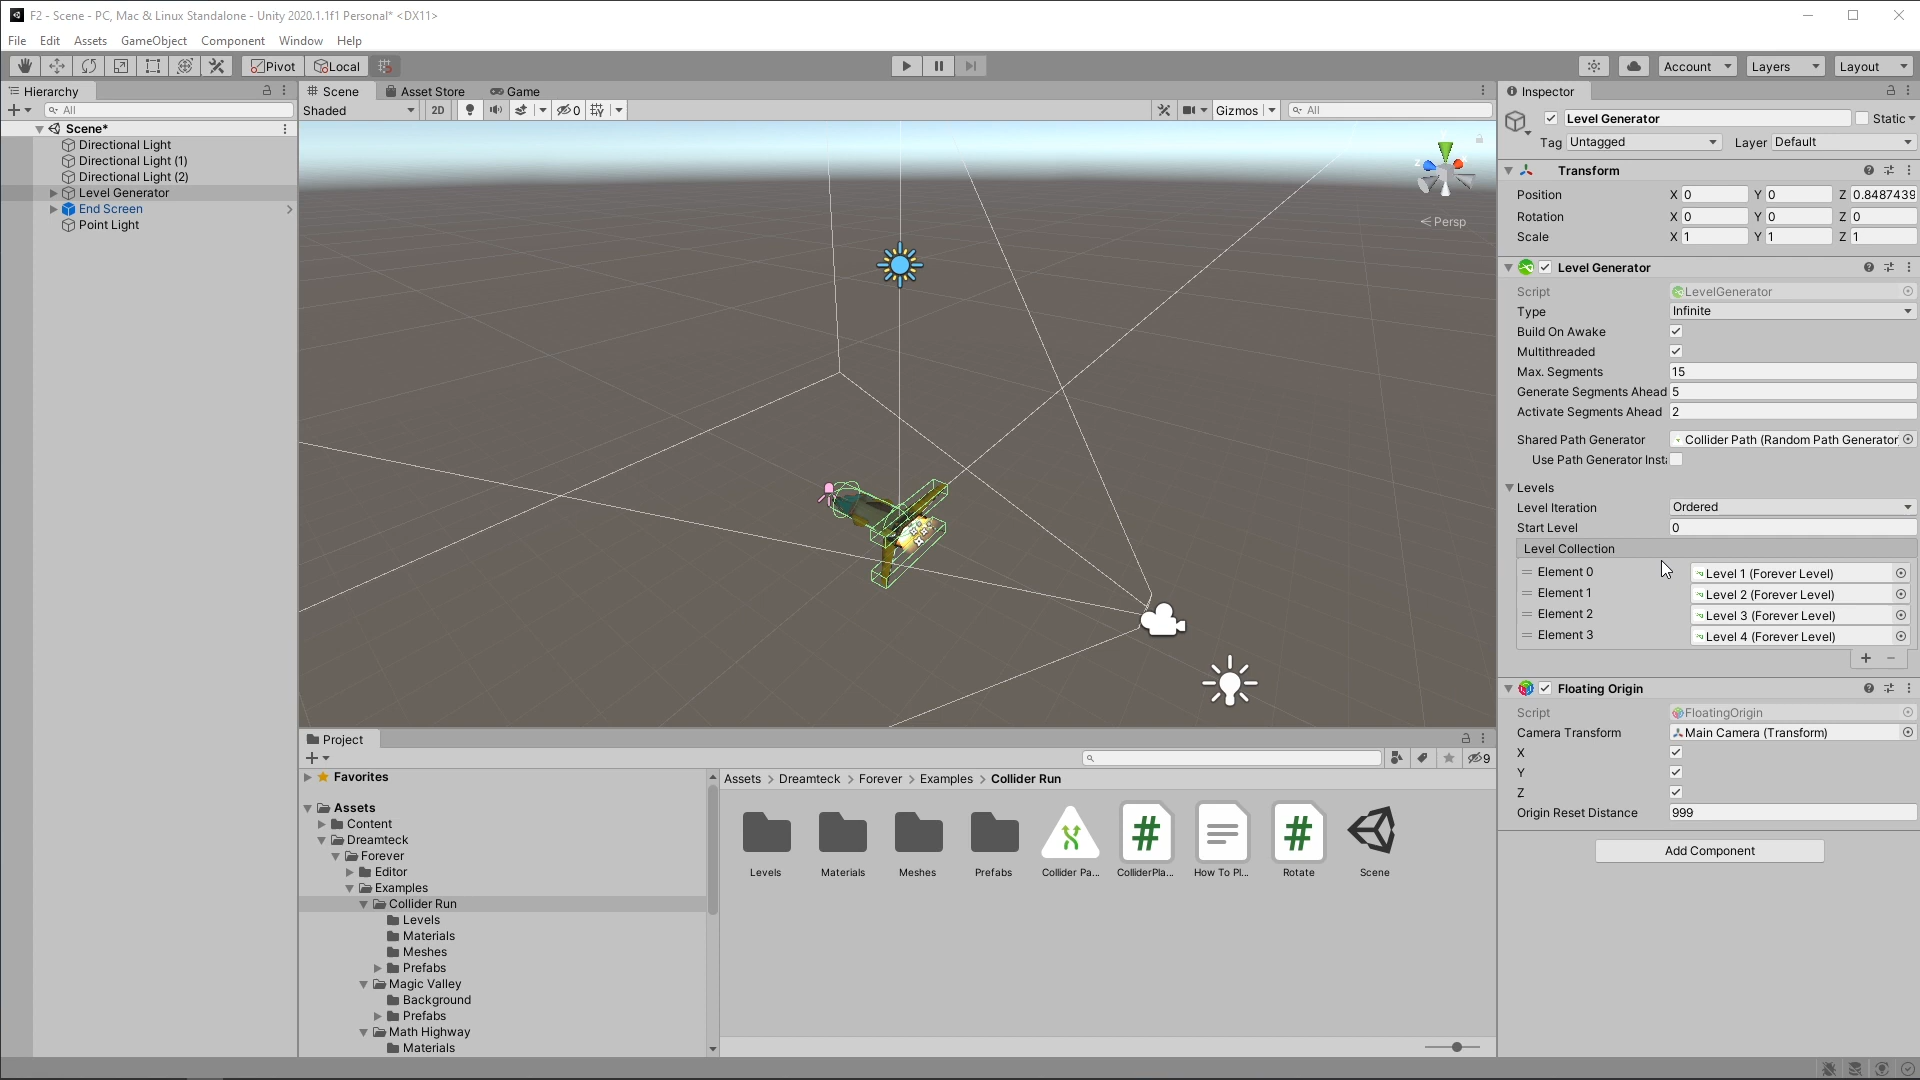 F2 - Scene - PC, Mac & Linux Standalone - Unity 2020.1.1f1 Personal* <DX11>
File Edit Assets GameObject Component Window Help
Pivot Local Account Layers Layout
Hierarchy
All
Scene*
Directional Light
Directional Light (1)
Directional Light (2)
Level Generator
End Screen
Point Light
Scene Asset Store Game
Shaded 2D 0 Gizmos All
Persp
Project
9
Favorites
Assets
Content
Dreamteck
Forever
Editor
Examples
Collider Run
Levels
Materials
Meshes
Prefabs
Magic Valley
Background
Prefabs
Math Highway
Materials
Assets > Dreamteck > Forever > Examples > Collider Run
Levels Materials Meshes Prefabs Collider Pa... ColliderPla... How To Pl... Rotate Scene
Inspector
Level Generator Static
Tag Untagged Layer Default
Transform
Position X 0 Y 0 Z 0.8487439
Rotation X 0 Y 0 Z 0
Scale X 1 Y 1 Z 1
Level Generator
Script LevelGenerator
Type Infinite
Build On Awake
Multithreaded
Max. Segments 15
Generate Segments Ahead 5
Activate Segments Ahead 2
Shared Path Generator Collider Path (Random Path Generator
Use Path Generator Insta
Levels
Level Iteration Ordered
Start Level 0
Level Collection
Element 0 Level 1 (Forever Level)
Element 1 Level 2 (Forever Level)
Element 2 Level 3 (Forever Level)
Element 3 Level 4 (Forever Level)
Floating Origin
Script FloatingOrigin
Camera Transform Main Camera (Transform)
X
Y
Z
Origin Reset Distance 999
Add Component